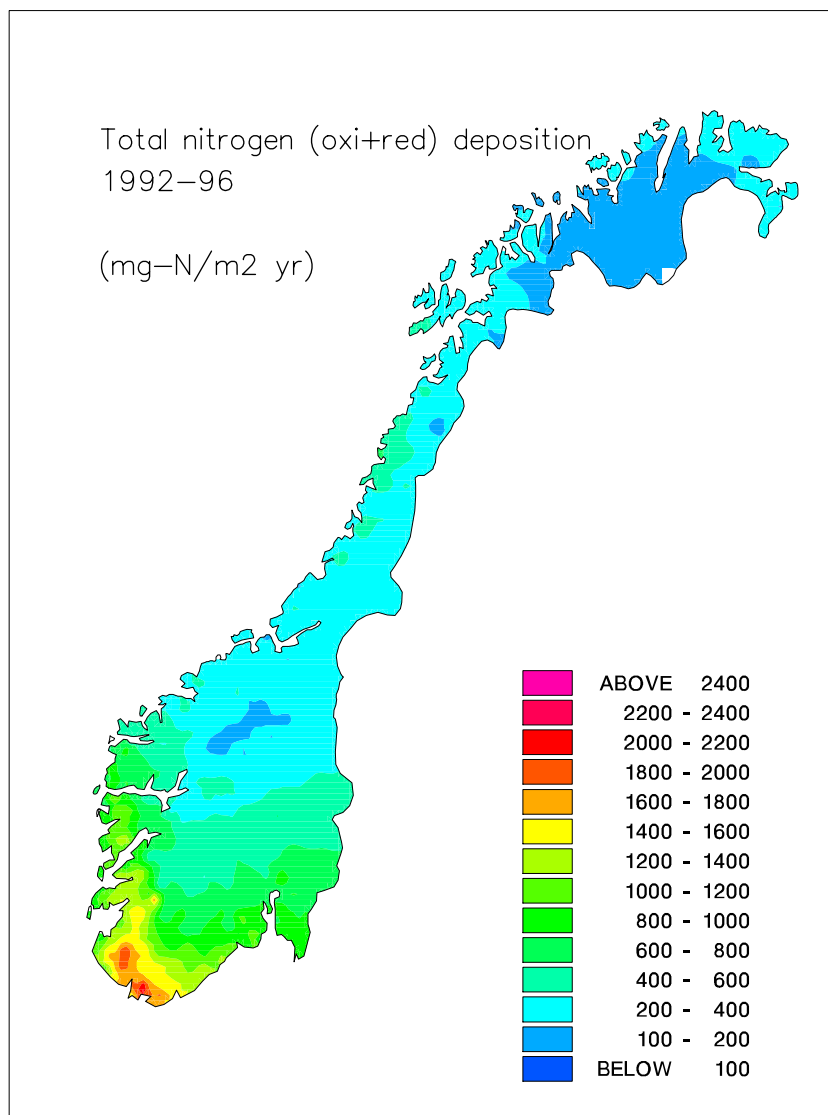 Total nitrogen (oxi+red) deposition
1992-96
(mg-N/m2 yr)
ABOVE 2400
2200 - 2400
2000 - 2200
1800 - 2000
1600 - 1800
1400 - 1600
1200 - 1400
1000 - 1200
800 - 1000
600 - 800
400 - 600
200 - 400
100 - 200
BELOW 100